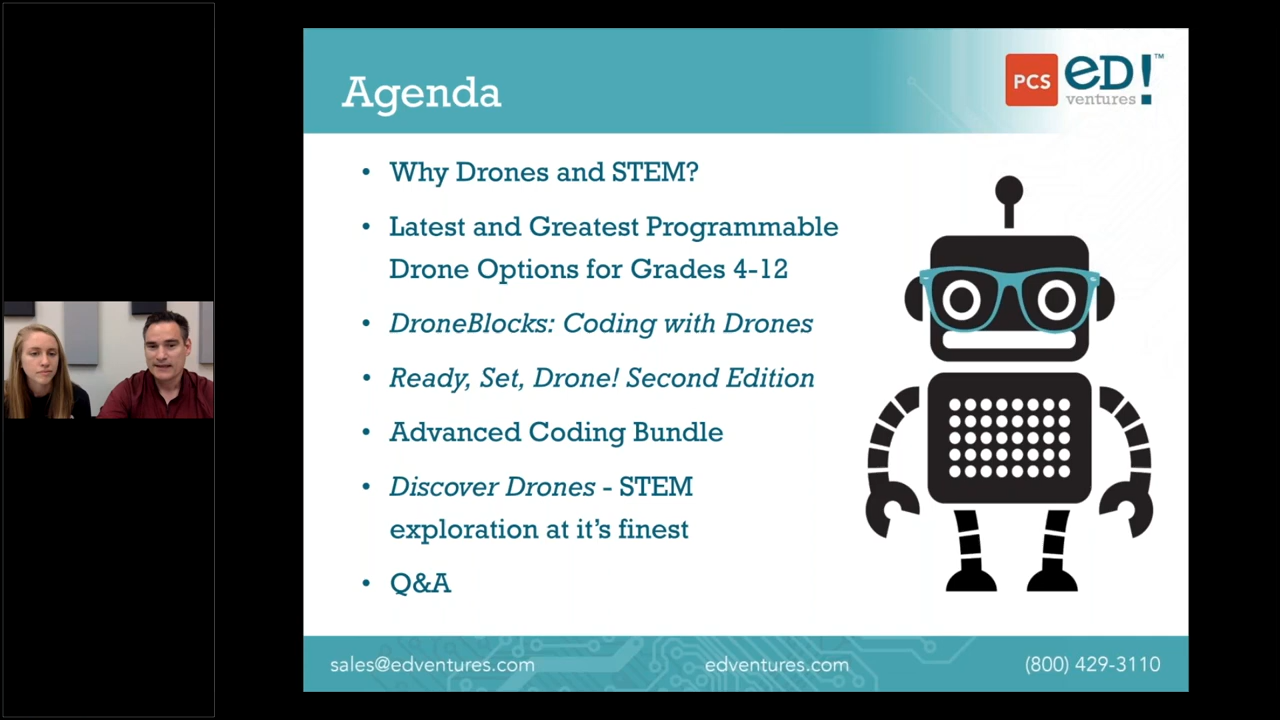 Agenda
PCS eD!™
ventures
• Why Drones and STEM?
• Latest and Greatest Programmable
Drone Options for Grades 4-12
• DroneBlocks: Coding with Drones
• Ready, Set, Drone! Second Edition
• Advanced Coding Bundle
• Discover Drones - STEM
exploration at it's finest
• Q&A
sales@edventures.com edventures.com (800) 429-3110